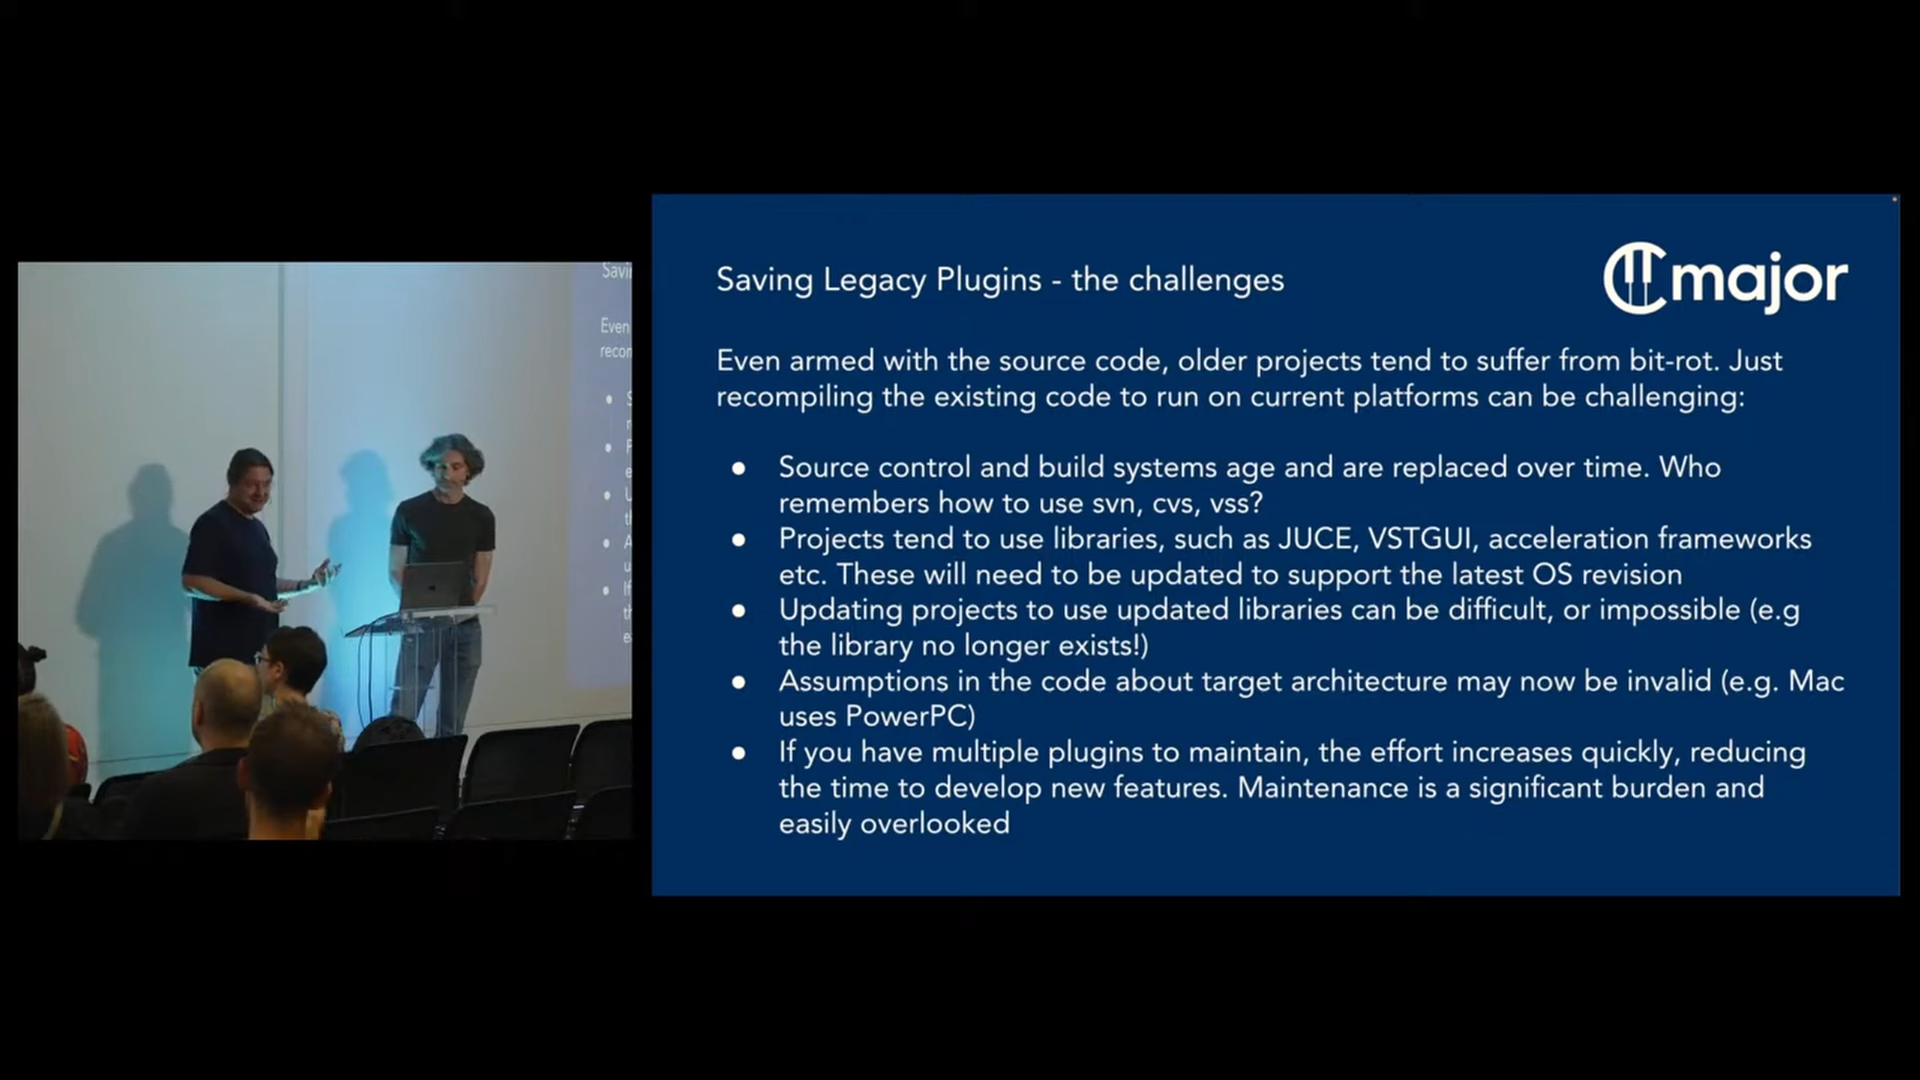 Saving Legacy Plugins - the challenges
Cmajor
Even armed with the source code, older projects tend to suffer from bit-rot. Just
recompiling the existing code to run on current platforms can be challenging:
● Source control and build systems age and are replaced over time. Who
remembers how to use svn, cvs, vss?
● Projects tend to use libraries, such as JUCE, VSTGUI, acceleration frameworks
etc. These will need to be updated to support the latest OS revision
● Updating projects to use updated libraries can be difficult, or impossible (e.g
the library no longer exists!)
● Assumptions in the code about target architecture may now be invalid (e.g. Mac
uses PowerPC)
● If you have multiple plugins to maintain, the effort increases quickly, reducing
the time to develop new features. Maintenance is a significant burden and
easily overlooked